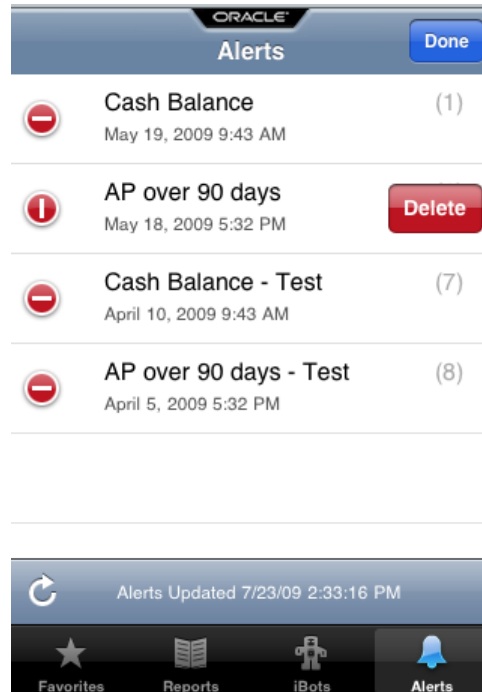 ORACLE
Alerts
Done
Cash Balance
(1)
May 19, 2009 9:43 AM
AP over 90 days
Delete
May 18, 2009 5:32 PM
Cash Balance - Test
(7)
April 10, 2009 9:43 AM
AP over 90 days - Test
(8)
April 5, 2009 5:32 PM
Alerts Updated 7/23/09 2:33:16 PM
Favorites
Reports
iBots
Alerts